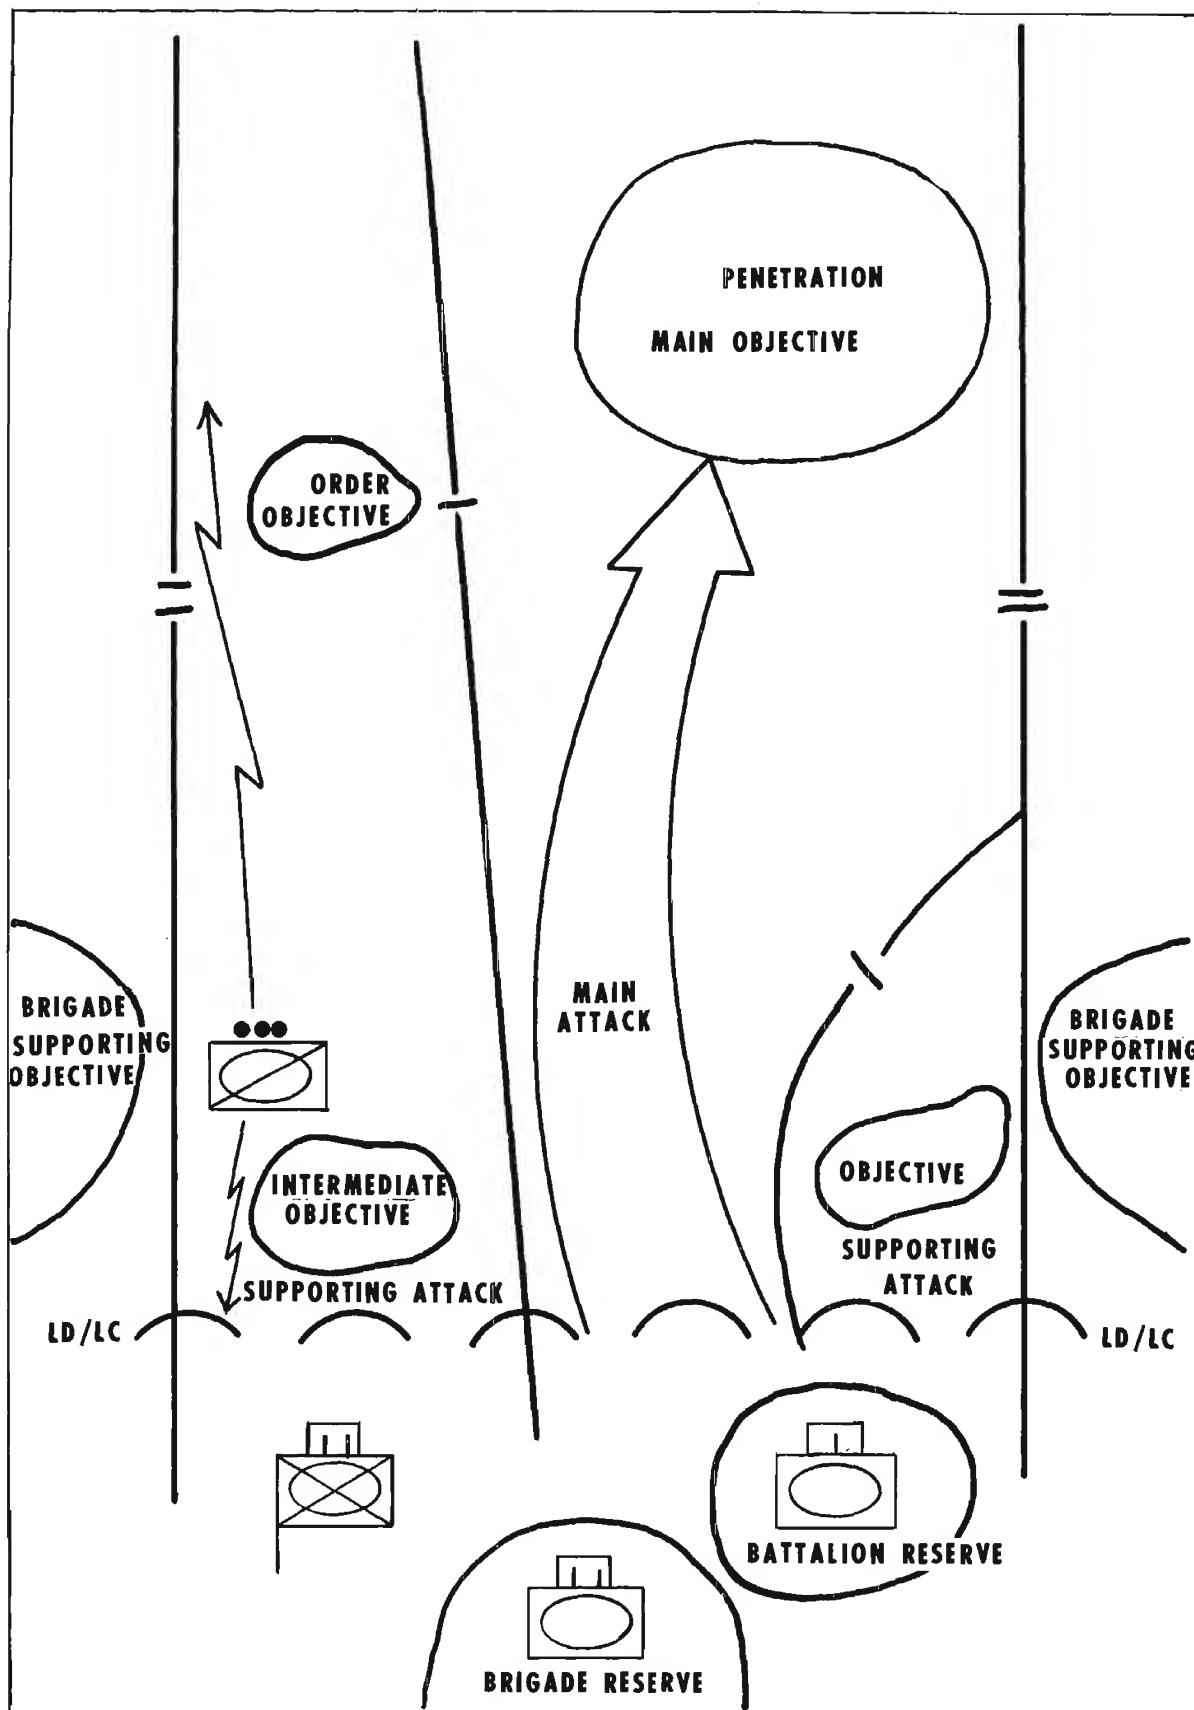 PENETRATION
MAIN OBJECTIVE
ORDER
OBJECTIVE
MAIN
ATTACK
BRIGADE
SUPPORTING
OBJECTIVE
BRIGADE
SUPPORTING
OBJECTIVE
INTERMEDIATE
OBJECTIVE
SUPPORTING ATTACK
OBJECTIVE
SUPPORTING
ATTACK
LD/LC
LD/LC
BATTALION RESERVE
BRIGADE RESERVE